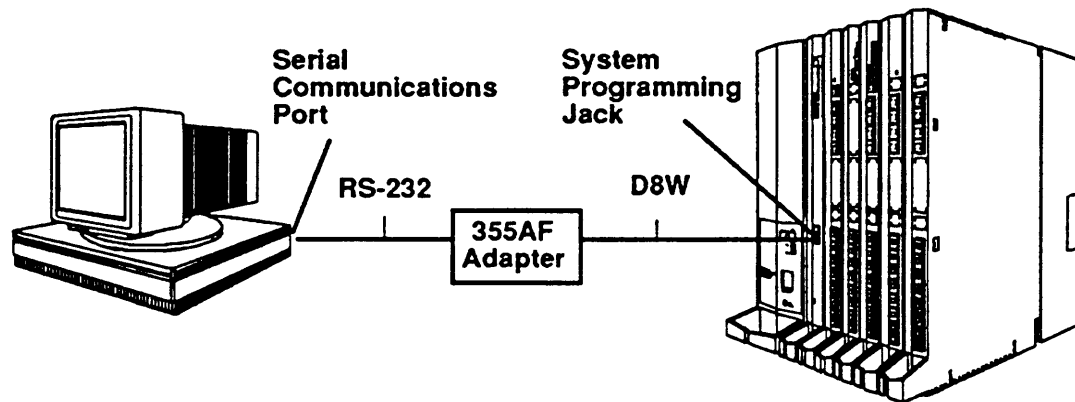 Serial
Communications
Port
System
Programming
Jack
RS-232
D8W
355AF
Adapter